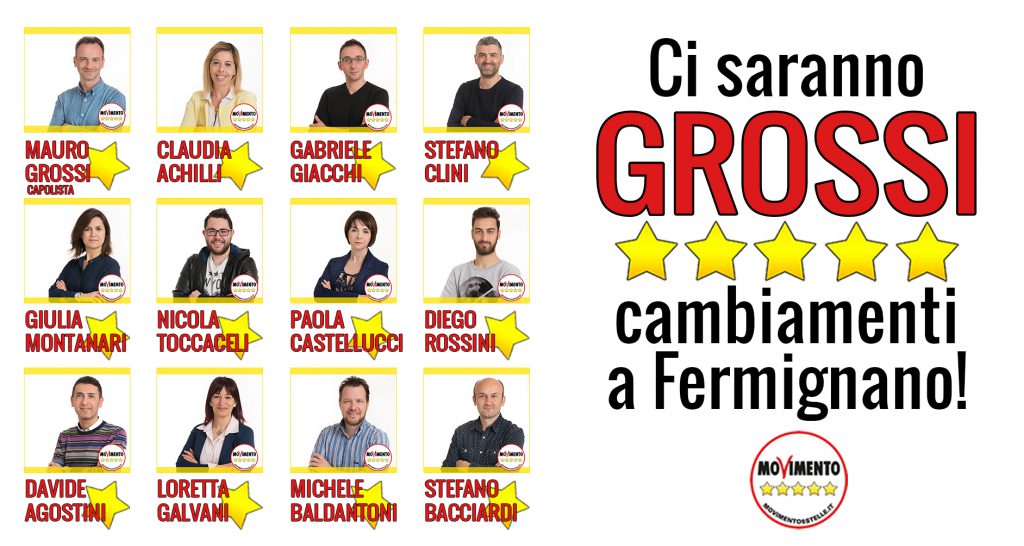 MAURO
GROSSI
CAPOLISTA
CLAUDIA
ACHILLI
GABRIELE
GIACCHI
STEFANO
CLINI
GIULIA
MONTANARI
NICOLA
TOCCACELI
PAOLA
CASTELLUCCI
DIEGO
ROSSINI
DAVIDE
AGOSTINI
LORETTA
GALVANI
MICHELE
BALDANTONI
STEFANO
BACCIARDI
Ci saranno
GROSSI
cambiamenti
a Fermignano!
MOVIMENTO
MOVIMENTO5STELLE.IT